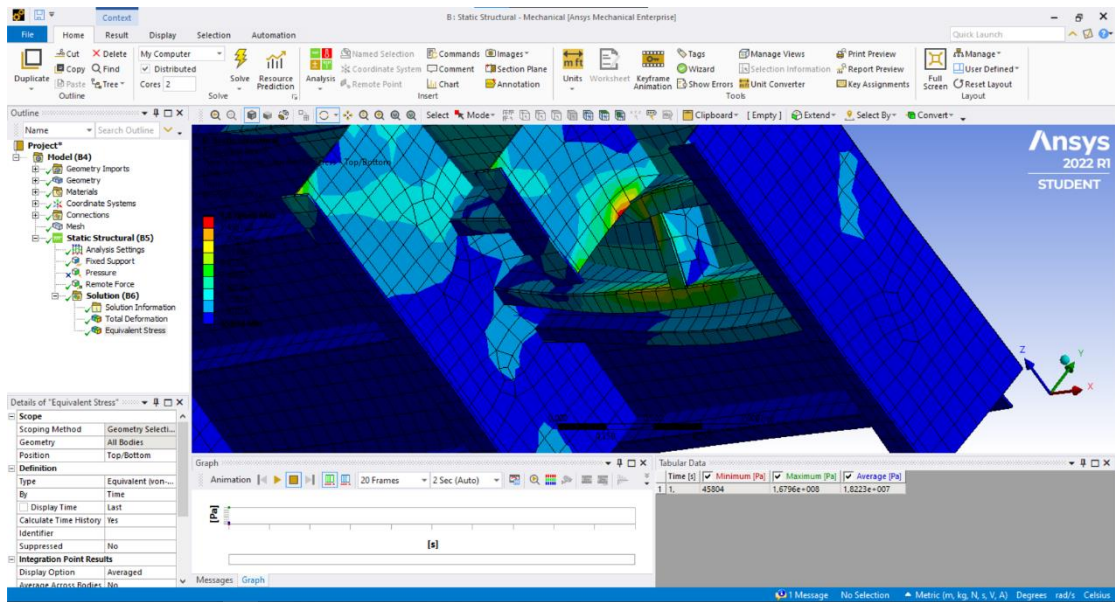 Context
B : Static Structural - Mechanical [Ansys Mechanical Enterprise]
File Home Result Display Selection Automation Quick Launch
Duplicate Cut Copy Paste Delete Find Tree Outline
My Computer Distributed Cores 2 Solve Resource Prediction Solve
Analysis Named Selection Coordinate System Remote Point Commands Comment Chart Images Section Plane Annotation Insert
Units Worksheet Keyframe Animation Tags Wizard Show Errors Manage Views Selection Information Unit Converter Print Preview Report Preview Key Assignments Tools
Full Screen Manage User Defined Reset Layout Layout
Outline
Name Search Outline
Select Mode Clipboard [ Empty ] Extend Select By Convert
Project*
Model (B4)
Geometry Imports
Geometry
Materials
Coordinate Systems
Connections
Mesh
Static Structural (B5)
Analysis Settings
Fixed Support
Pressure
Remote Force
Solution (B6)
Solution Information
Total Deformation
Equivalent Stress
Top/Bottom
Ansys
2022 R1
STUDENT
Z Y X
Details of "Equivalent Stress"
Scope
Scoping Method Geometry Selecti...
Geometry All Bodies
Position Top/Bottom
Definition
Type Equivalent (von-...
By Time
Display Time Last
Calculate Time History Yes
Identifier
Suppressed No
Integration Point Results
Display Option Averaged
Average Across Bodies No
Graph
Animation 20 Frames 2 Sec (Auto)
[Pa]
[s]
Messages Graph
Tabular Data
Time [s] Minimum [Pa] Maximum [Pa] Average [Pa]
1 1, 45804 1,6796e+008 1,8223e+007
1 Message No Selection Metric (m, kg, N, s, V, A) Degrees rad/s Celsius